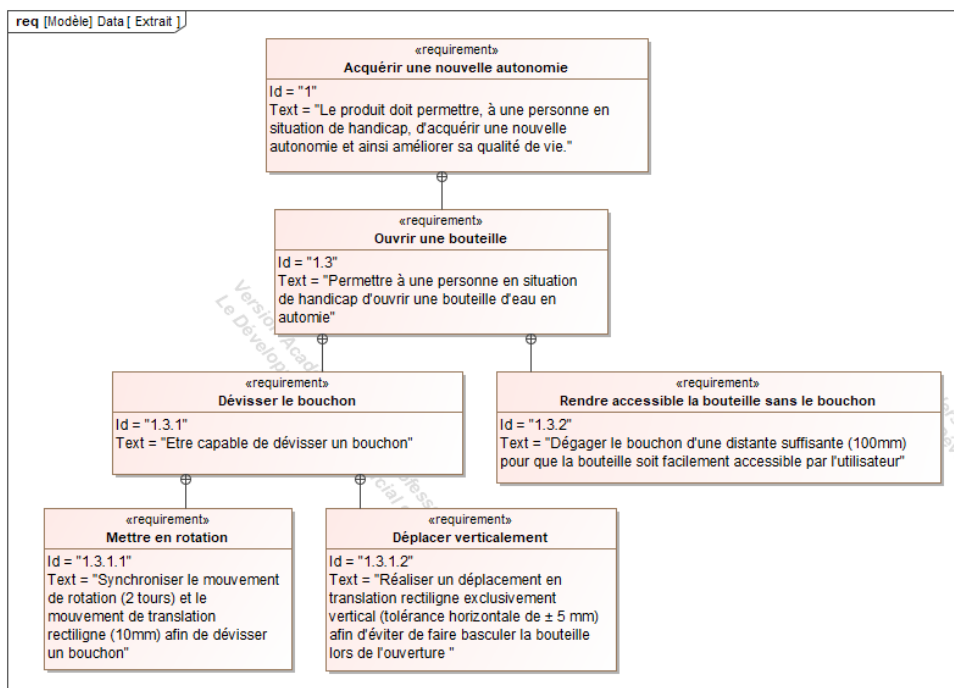 req [Modèle] Data [ Extrait ]
«requirement»
Acquérir une nouvelle autonomie
Id = "1"
Text = "Le produit doit permettre, à une personne en
situation de handicap, d'acquérir une nouvelle
autonomie et ainsi améliorer sa qualité de vie."
«requirement»
Ouvrir une bouteille
Id = "1.3"
Text = "Permettre à une personne en situation
de handicap d'ouvrir une bouteille d'eau en
automie"
«requirement»
Dévisser le bouchon
Id = "1.3.1"
Text = "Etre capable de dévisser un bouchon"
«requirement»
Rendre accessible la bouteille sans le bouchon
Id = "1.3.2"
Text = "Dégager le bouchon d'une distante suffisante (100mm)
pour que la bouteille soit facilement accessible par l'utilisateur"
«requirement»
Mettre en rotation
Id = "1.3.1.1"
Text = "Synchroniser le mouvement
de rotation (2 tours) et le
mouvement de translation
rectiligne (10mm) afin de dévisser
un bouchon"
«requirement»
Déplacer verticalement
Id = "1.3.1.2"
Text = "Réaliser un déplacement en
translation rectiligne exclusivement
vertical (tolérance horizontale de ± 5 mm)
afin d'éviter de faire basculer la bouteille
lors de l'ouverture "